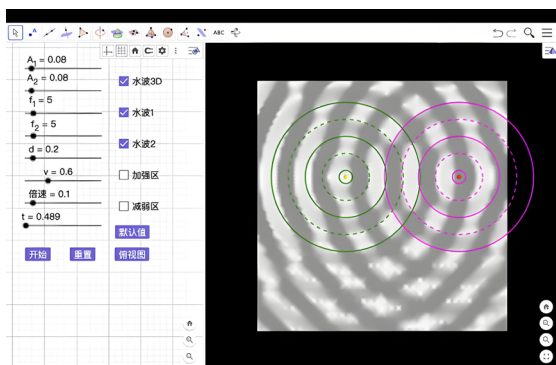 ABC
A₁ = 0.08
A₂ = 0.08
f₁ = 5
f₂ = 5
d = 0.2
v = 0.6
倍速 = 0.1
t = 0.489
水波3D
水波1
水波2
加强区
减弱区
默认值
开始 重置 俯视图